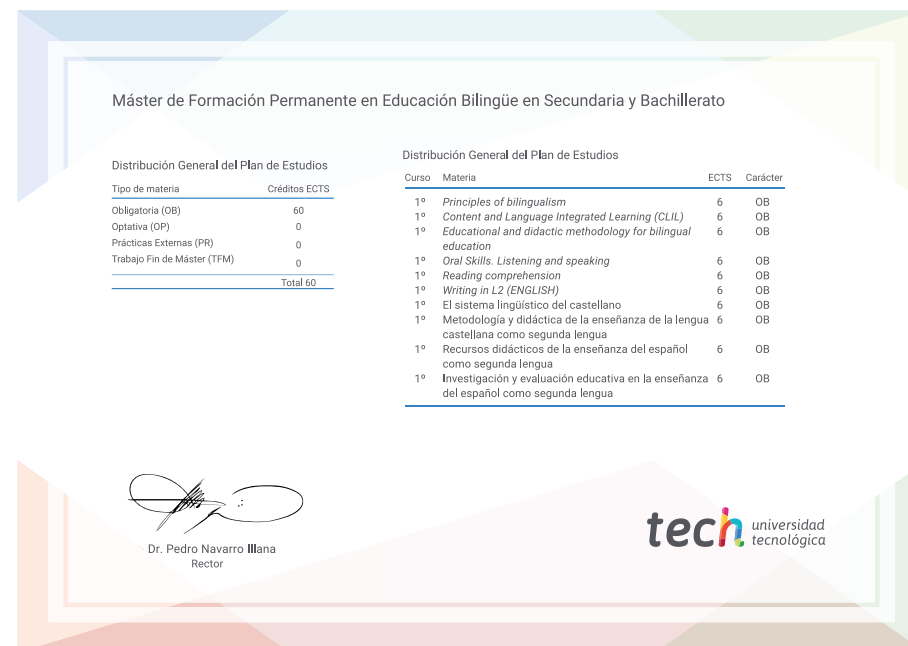 Máster de Formación Permanente en Educación Bilingüe en Secundaria y Bachillerato
Distribución General del Plan de Estudios
Tipo de materia Créditos ECTS
Obligatoria (OB) 60
Optativa (OP) 0
Prácticas Externas (PR) 0
Trabajo Fin de Máster (TFM) 0
Total 60
Distribución General del Plan de Estudios
Curso Materia ECTS Carácter
1º Principles of bilingualism 6 OB
1º Content and Language Integrated Learning (CLIL) 6 OB
1º Educational and didactic methodology for bilingual 6 OB
education
1º Oral Skills. Listening and speaking 6 OB
1º Reading comprehension 6 OB
1º Writing in L2 (ENGLISH) 6 OB
1º El sistema lingüístico del castellano 6 OB
1º Metodología y didáctica de la enseñanza de la lengua 6 OB
castellana como segunda lengua
1º Recursos didácticos de la enseñanza del español 6 OB
como segunda lengua
1º Investigación y evaluación educativa en la enseñanza 6 OB
del español como segunda lengua
Dr. Pedro Navarro Illana
Rector
tech universidad
tecnológica